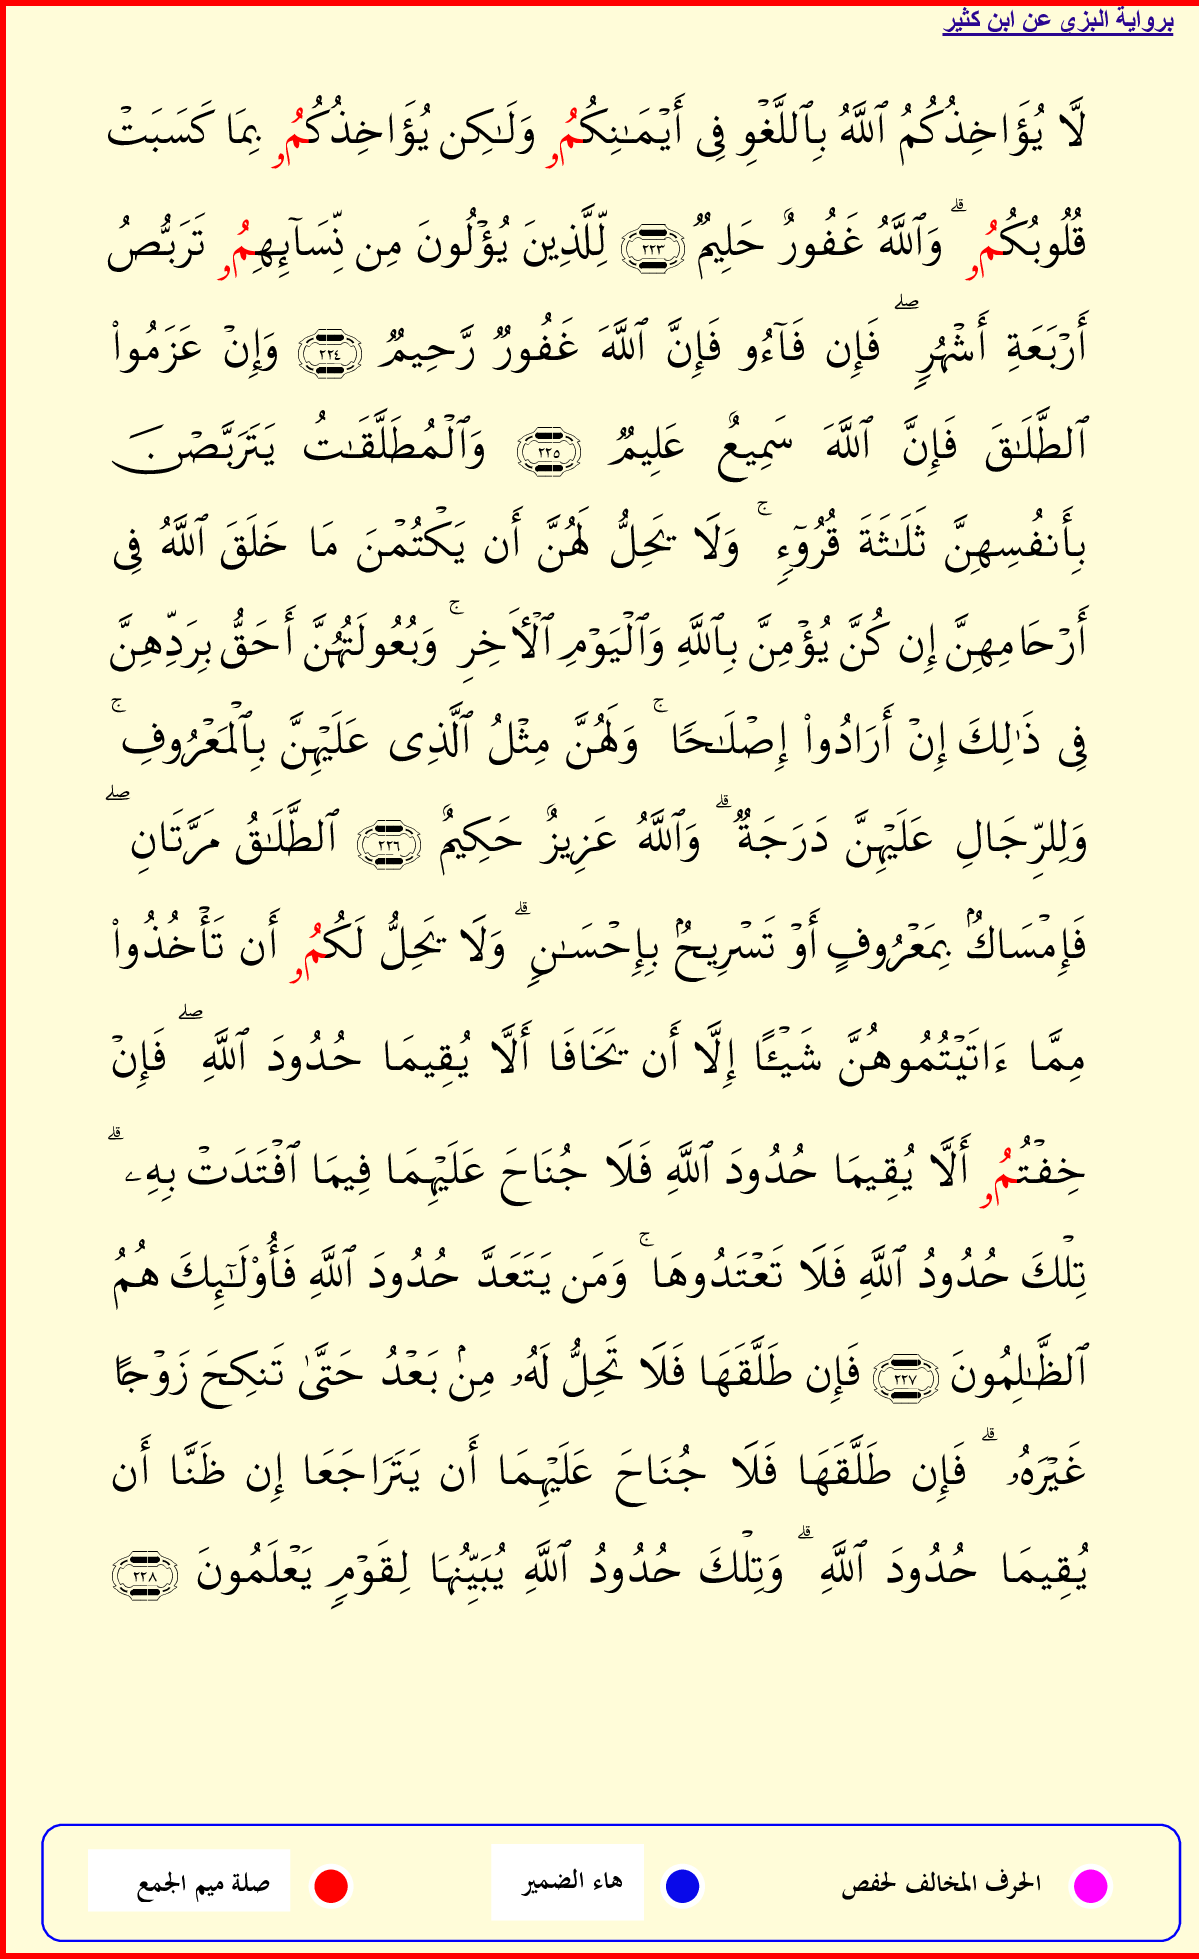 برواية البزي عن ابن كثير
لَّا يُؤَاخِذُكُمُ ٱللَّهُ بِٱللَّغْوِ فِى أَيْمَـٰنِكُمُۥ وَلَـٰكِن يُؤَاخِذُكُمُۥ بِمَا كَسَبَتْ
قُلُوبُكُمُۥ ۗ وَٱللَّهُ غَفُورٌ حَلِيمٌ ٢٢٣ لِّلَّذِينَ يُؤْلُونَ مِن نِّسَآئِهِمُۥ تَرَبُّصُ
أَرْبَعَةِ أَشْهُرٍ ۖ فَإِن فَآءُو فَإِنَّ ٱللَّهَ غَفُورٌ رَّحِيمٌ ٢٢٤ وَإِنْ عَزَمُوا۟
ٱلطَّلَـٰقَ فَإِنَّ ٱللَّهَ سَمِيعٌ عَلِيمٌ ٢٢٥ وَٱلْمُطَلَّقَـٰتُ يَتَرَبَّصْنَ
بِأَنفُسِهِنَّ ثَلَـٰثَةَ قُرُوٓءٍ ۚ وَلَا يَحِلُّ لَهُنَّ أَن يَكْتُمْنَ مَا خَلَقَ ٱللَّهُ فِى
أَرْحَامِهِنَّ إِن كُنَّ يُؤْمِنَّ بِٱللَّهِ وَٱلْيَوْمِ ٱلْـَٔاخِرِ ۚ وَبُعُولَتُهُنَّ أَحَقُّ بِرَدِّهِنَّ
فِى ذَٰلِكَ إِنْ أَرَادُوا۟ إِصْلَـٰحًا ۚ وَلَهُنَّ مِثْلُ ٱلَّذِى عَلَيْهِنَّ بِٱلْمَعْرُوفِ ۚ
وَلِلرِّجَالِ عَلَيْهِنَّ دَرَجَةٌ ۗ وَٱللَّهُ عَزِيزٌ حَكِيمٌ ٢٢٦ ٱلطَّلَـٰقُ مَرَّتَانِ ۖ
فَإِمْسَاكٌۢ بِمَعْرُوفٍ أَوْ تَسْرِيحٌۢ بِإِحْسَـٰنٍ ۗ وَلَا يَحِلُّ لَكُمُۥ أَن تَأْخُذُوا۟
مِمَّا ءَاتَيْتُمُوهُنَّ شَيْـًٔا إِلَّا أَن يَخَافَا أَلَّا يُقِيمَا حُدُودَ ٱللَّهِ ۖ فَإِنْ
خِفْتُمُۥ أَلَّا يُقِيمَا حُدُودَ ٱللَّهِ فَلَا جُنَاحَ عَلَيْهِمَا فِيمَا ٱفْتَدَتْ بِهِۦ ۗ
تِلْكَ حُدُودُ ٱللَّهِ فَلَا تَعْتَدُوهَا ۚ وَمَن يَتَعَدَّ حُدُودَ ٱللَّهِ فَأُو۟لَـٰٓئِكَ هُمُ
ٱلظَّـٰلِمُونَ ٢٢٧ فَإِن طَلَّقَهَا فَلَا تَحِلُّ لَهُۥ مِنۢ بَعْدُ حَتَّىٰ تَنكِحَ زَوْجًا
غَيْرَهُۥ ۗ فَإِن طَلَّقَهَا فَلَا جُنَاحَ عَلَيْهِمَا أَن يَتَرَاجَعَا إِن ظَنَّا أَن
يُقِيمَا حُدُودَ ٱللَّهِ ۗ وَتِلْكَ حُدُودُ ٱللَّهِ يُبَيِّنُهَا لِقَوْمٍ يَعْلَمُونَ ٢٢٨
الحرف المخالف لحفص هاء الضمير صلة ميم الجمع